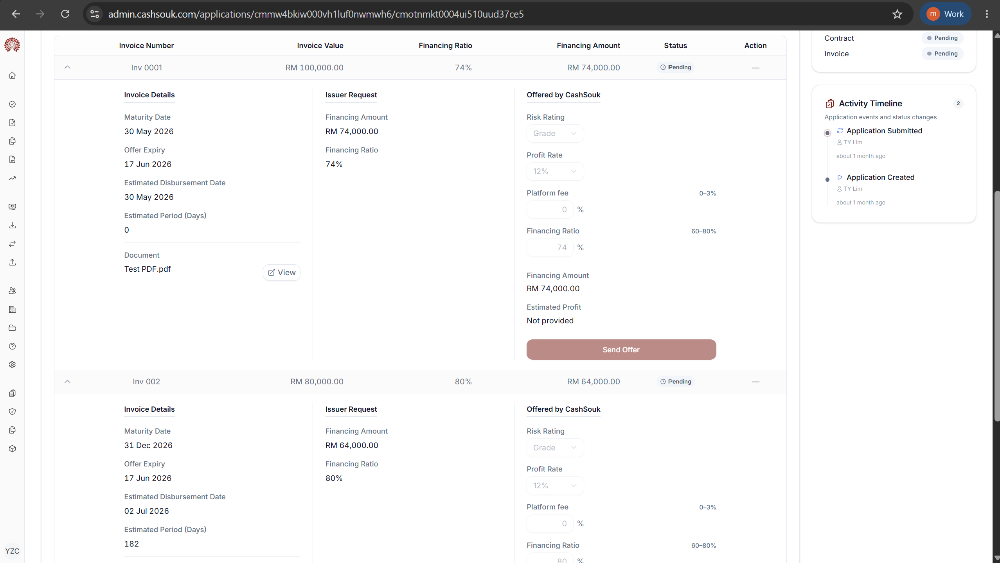 admin.cashsouk.com/applications/cmmw4bkiw000vh1luf0nwmwh6/cmotnmkt0004ui510uud37ce5
m Work
Invoice Number Invoice Value Financing Ratio Financing Amount Status Action
Inv 0001 RM 100,000.00 74% RM 74,000.00 Pending —
Invoice Details
Maturity Date
30 May 2026
Offer Expiry
17 Jun 2026
Estimated Disbursement Date
30 May 2026
Estimated Period (Days)
0
Document
Test PDF.pdf
View
Issuer Request
Financing Amount
RM 74,000.00
Financing Ratio
74%
Offered by CashSouk
Risk Rating
Grade
Profit Rate
12%
Platform fee 0–3%
0 %
Financing Ratio 60–80%
74 %
Financing Amount
RM 74,000.00
Estimated Profit
Not provided
Send Offer
Inv 002 RM 80,000.00 80% RM 64,000.00 Pending —
Invoice Details
Maturity Date
31 Dec 2026
Offer Expiry
17 Jun 2026
Estimated Disbursement Date
02 Jul 2026
Estimated Period (Days)
182
Issuer Request
Financing Amount
RM 64,000.00
Financing Ratio
80%
Offered by CashSouk
Risk Rating
Grade
Profit Rate
12%
Platform fee 0–3%
0 %
Financing Ratio 60–80%
80 %
Contract Pending
Invoice Pending
Activity Timeline 2
Application events and status changes
Application Submitted
TY Lim
about 1 month ago
Application Created
TY Lim
about 1 month ago
YZC